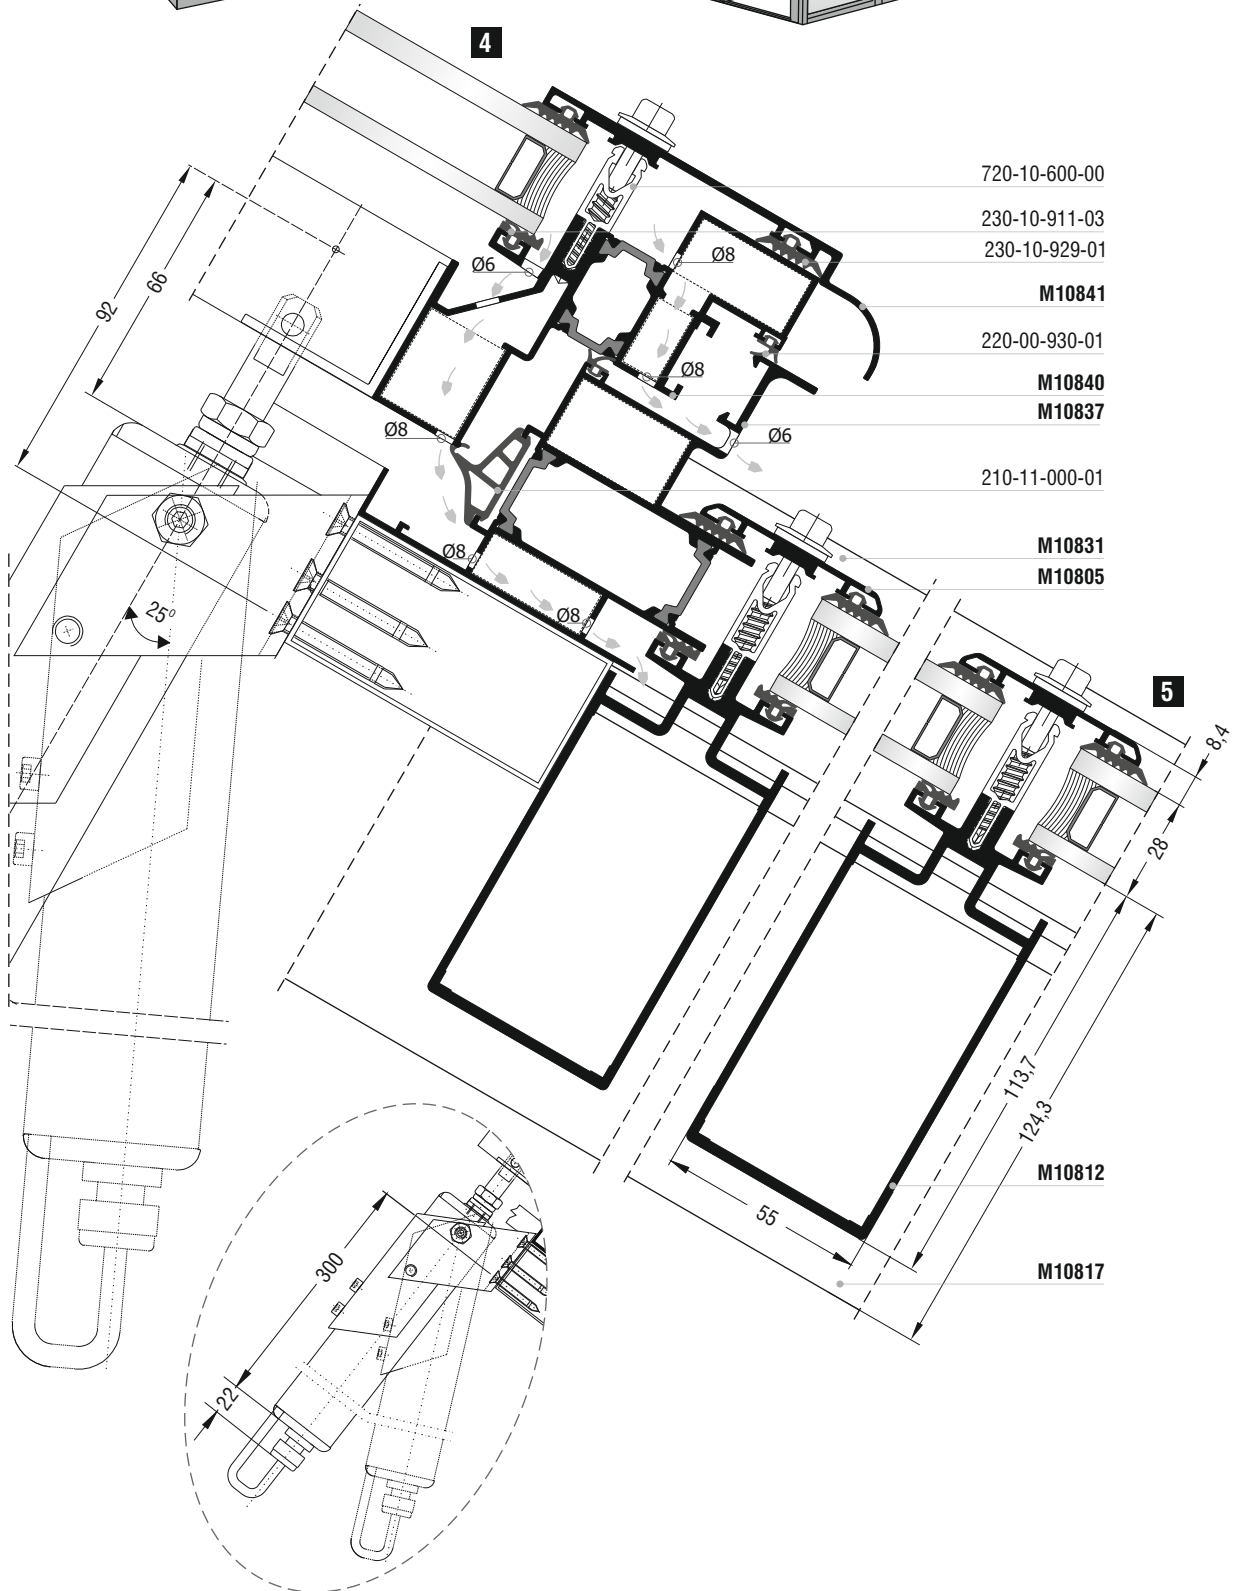 4
720-10-600-00
230-10-911-03
230-10-929-01
M10841
220-00-930-01
M10840
M10837
210-11-000-01
M10831
M10805
Ø6
Ø8
Ø8
Ø8
Ø6
Ø8
Ø8
92
66
25⁰
5
8,4
28
113,7
124,3
55
M10812
M10817
300
22